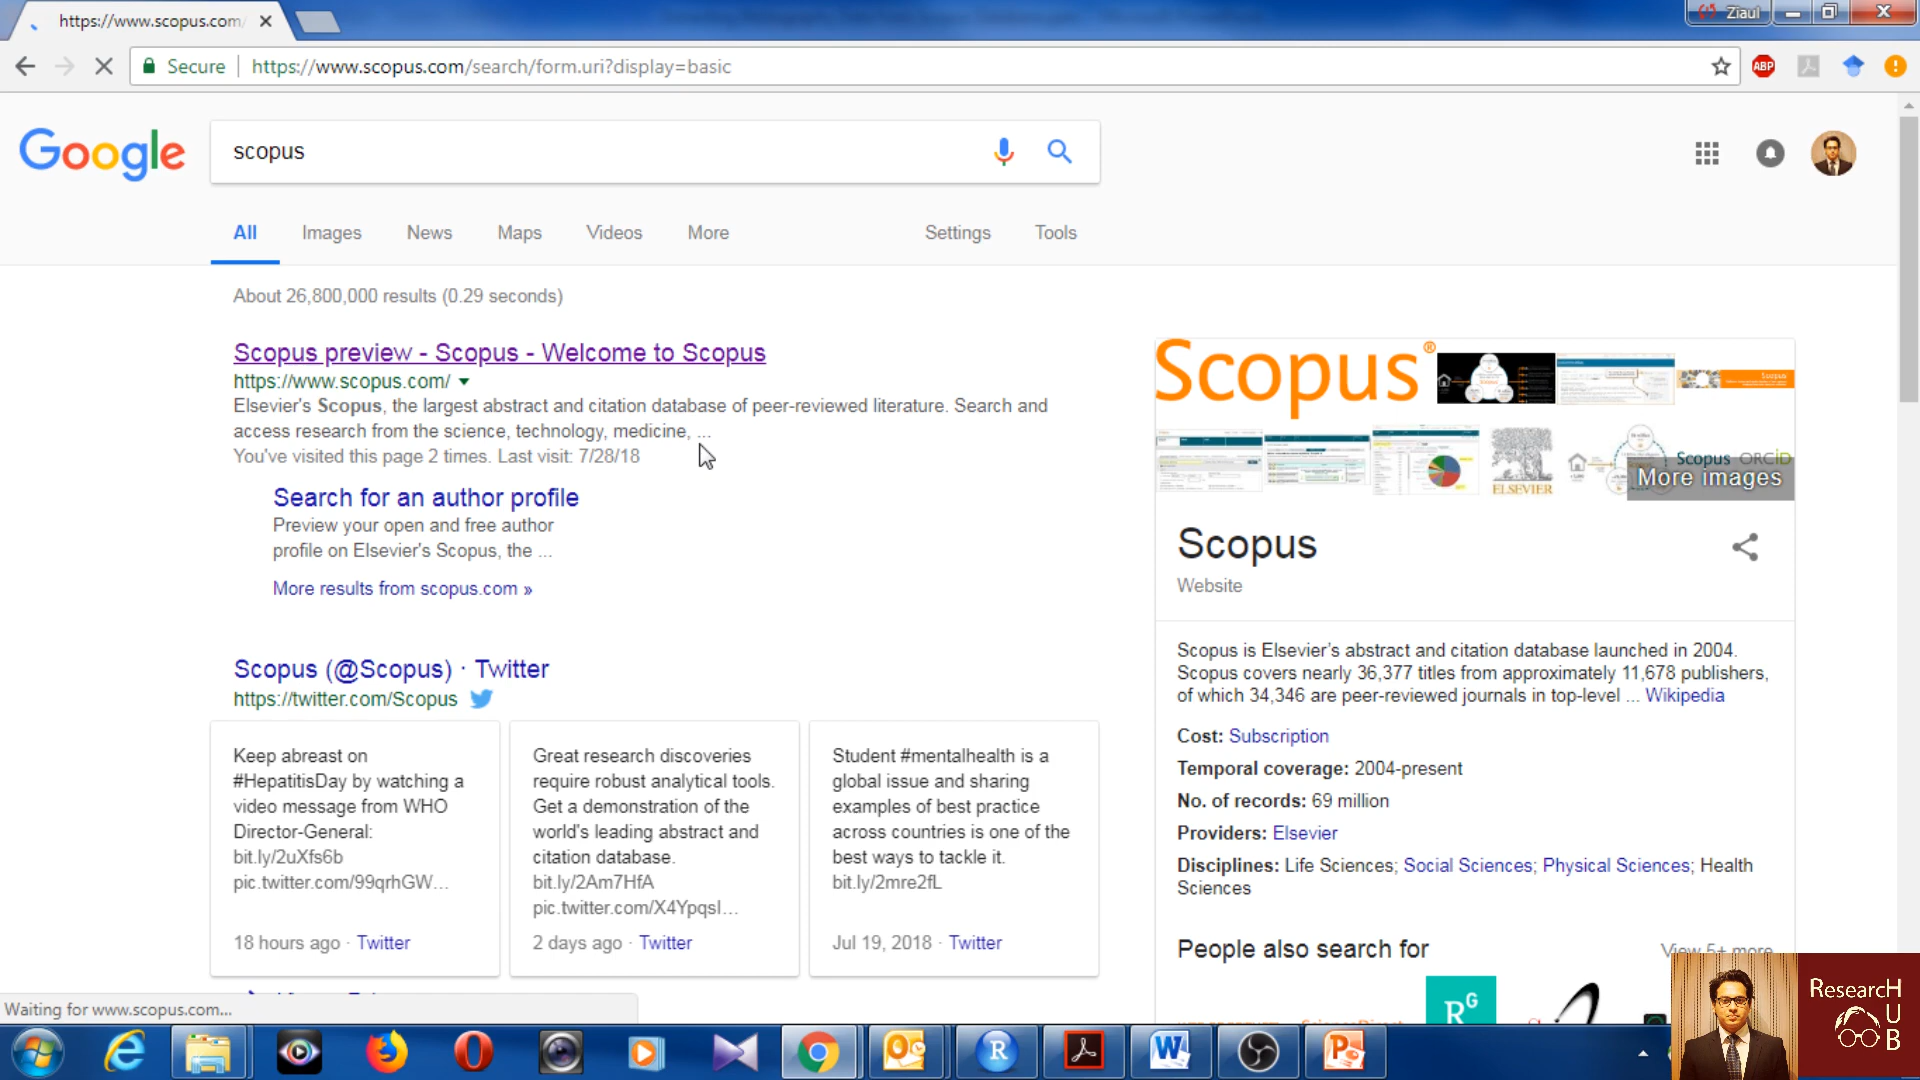 https://www.scopus.com/
Ziaul
Secure
https://www.scopus.com/search/form.uri?display=basic
ABP
Google
scopus
All
Images
News
Maps
Videos
More
Settings
Tools
About 26,800,000 results (0.29 seconds)
Scopus preview - Scopus - Welcome to Scopus
https://www.scopus.com/
Elsevier's Scopus, the largest abstract and citation database of peer-reviewed literature. Search and
access research from the science, technology, medicine, ...
You've visited this page 2 times. Last visit: 7/28/18
Search for an author profile
Preview your open and free author
profile on Elsevier's Scopus, the ...
More results from scopus.com »
Scopus (@Scopus) · Twitter
https://twitter.com/Scopus
Keep abreast on
#HepatitisDay by watching a
video message from WHO
Director-General:
bit.ly/2uXfs6b
pic.twitter.com/99qrhGW...
18 hours ago · Twitter
Great research discoveries
require robust analytical tools.
Get a demonstration of the
world's leading abstract and
citation database.
bit.ly/2Am7HfA
pic.twitter.com/X4YpqsI...
2 days ago · Twitter
Student #mentalhealth is a
global issue and sharing
examples of best practice
across countries is one of the
best ways to tackle it.
bit.ly/2mre2fL
Jul 19, 2018 · Twitter
Scopus®
ELSEVIER
Scopus ORCID
More images
Scopus
Website
Scopus is Elsevier's abstract and citation database launched in 2004.
Scopus covers nearly 36,377 titles from approximately 11,678 publishers,
of which 34,346 are peer-reviewed journals in top-level ... Wikipedia
Cost: Subscription
Temporal coverage: 2004-present
No. of records: 69 million
Providers: Elsevier
Disciplines: Life Sciences; Social Sciences; Physical Sciences; Health
Sciences
People also search for
View 5+ more
RG
Waiting for www.scopus.com...
ResearcH
U
B